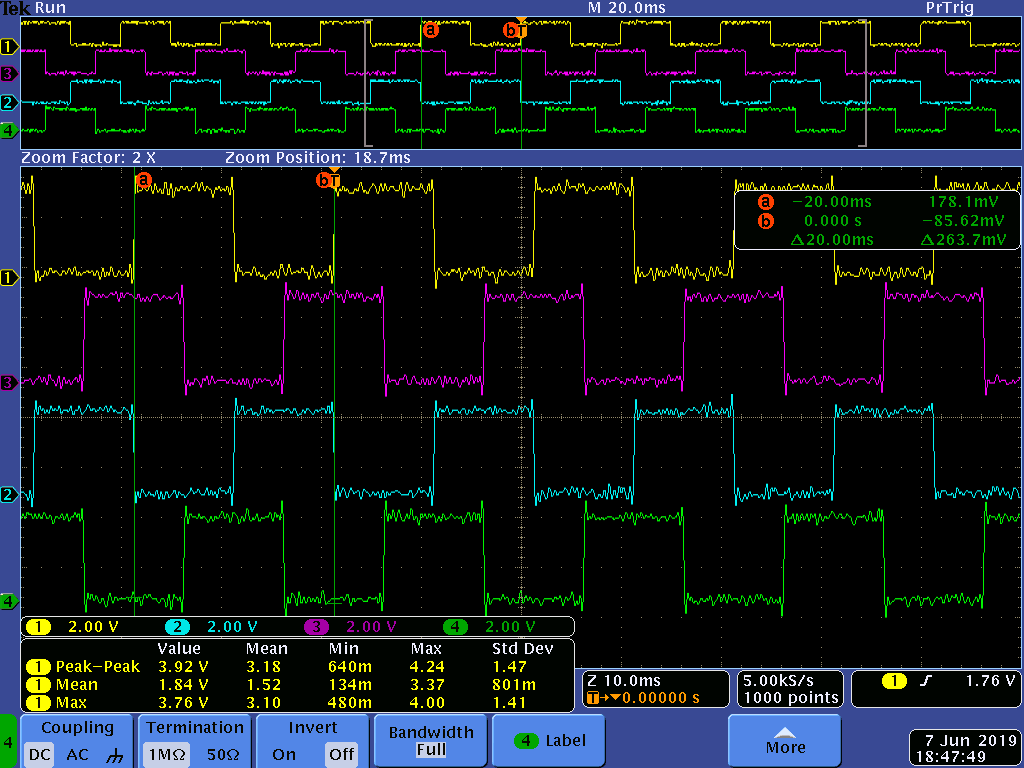 Tek Run M 20.0ms PrTrig
a b T
1
3
2
4
Zoom Factor: 2 X Zoom Position: 18.7ms
a b T
a −20.00ms 178.1mV
b 0.000 s −85.62mV
Δ20.00ms Δ263.7mV
1
3
2
4
1 2.00 V 2 2.00 V 3 2.00 V 4 2.00 V
Value Mean Min Max Std Dev
1 Peak−Peak 3.92 V 3.18 640m 4.24 1.47
1 Mean 1.84 V 1.52 134m 3.37 801m
1 Max 3.76 V 3.10 480m 4.00 1.41
Z 10.0ms
T→▼0.00000 s
5.00kS/s
1000 points
1 1.76 V
4
Coupling
DC AC
Termination
1MΩ 50Ω
Invert
On Off
Bandwidth
Full
4 Label
More
7 Jun 2019
18:47:49